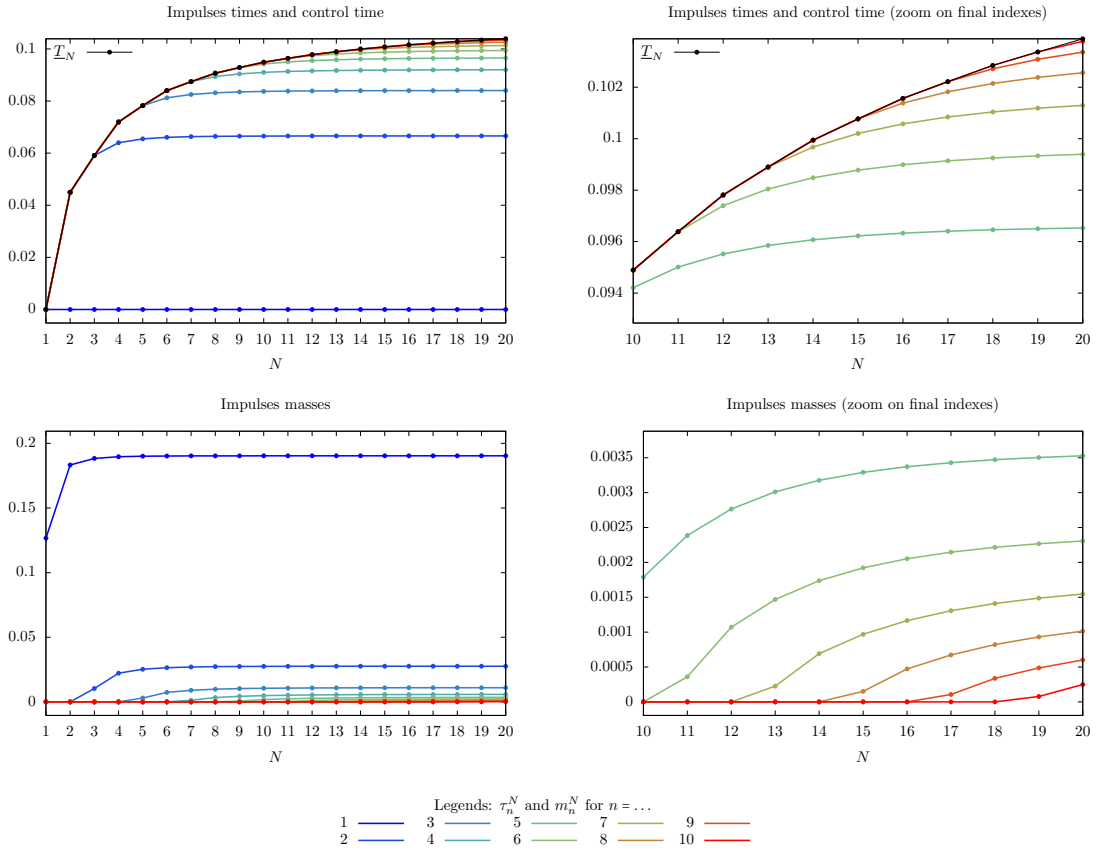 Impulses times and control time
T_N
0.1
0.08
0.06
0.04
0.02
0
1 2 3 4 5 6 7 8 9 10 11 12 13 14 15 16 17 18 19 20
N
Impulses times and control time (zoom on final indexes)
T_N
0.102
0.1
0.098
0.096
0.094
10 11 12 13 14 15 16 17 18 19 20
N
Impulses masses
0.2
0.15
0.1
0.05
0
1 2 3 4 5 6 7 8 9 10 11 12 13 14 15 16 17 18 19 20
N
Impulses masses (zoom on final indexes)
0.0035
0.003
0.0025
0.002
0.0015
0.001
0.0005
0
10 11 12 13 14 15 16 17 18 19 20
N
Legends: τ_n^N and m_n^N for n = …
1 3 5 7 9
2 4 6 8 10